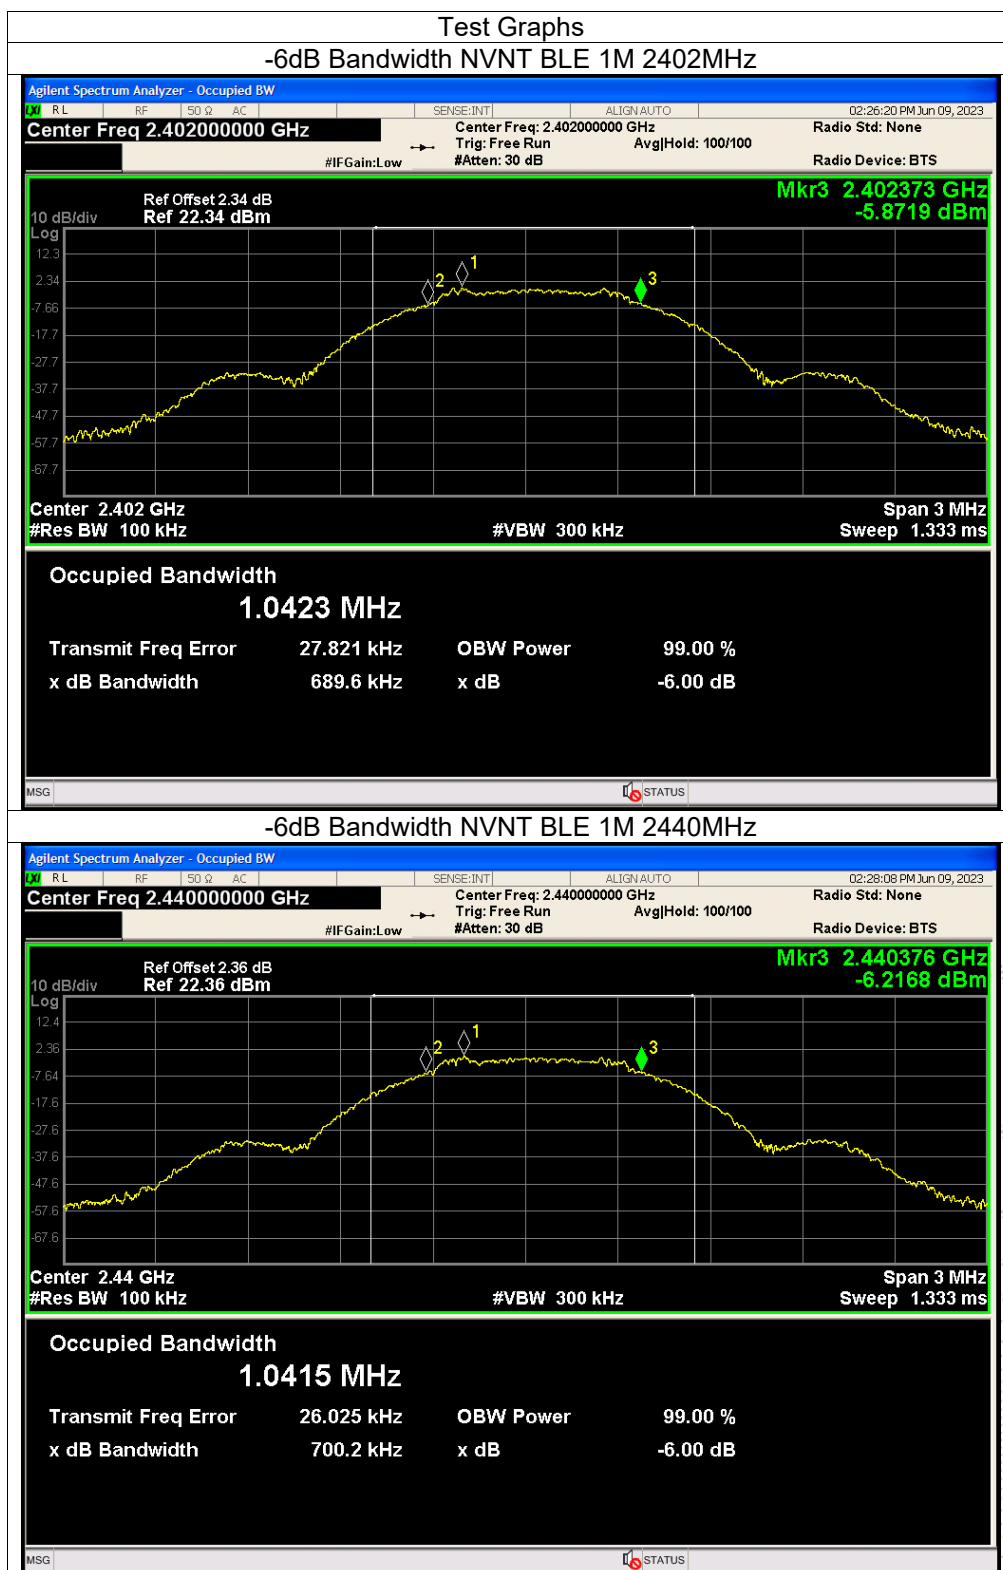 Test Graphs
-6dB Bandwidth NVNT BLE 1M 2402MHz
Agilent Spectrum Analyzer - Occupied BW
LXI RL RF 50 Ω AC SENSE:INT ALIGN AUTO 02:26:20 PM Jun 09, 2023
Center Freq 2.402000000 GHz Center Freq: 2.402000000 GHz Radio Std: None
Trig: Free Run Avg|Hold: 100/100
#IFGain:Low #Atten: 30 dB Radio Device: BTS
Mkr3 2.402373 GHz
-5.8719 dBm
Ref Offset 2.34 dB
10 dB/div Ref 22.34 dBm
Log
12.3
2.34
-7.66
-17.7
-27.7
-37.7
-47.7
-57.7
-67.7
2 1 3
Center 2.402 GHz Span 3 MHz
#Res BW 100 kHz #VBW 300 kHz Sweep 1.333 ms
Occupied Bandwidth
1.0423 MHz
Transmit Freq Error 27.821 kHz OBW Power 99.00 %
x dB Bandwidth 689.6 kHz x dB -6.00 dB
MSG STATUS
-6dB Bandwidth NVNT BLE 1M 2440MHz
Agilent Spectrum Analyzer - Occupied BW
LXI RL RF 50 Ω AC SENSE:INT ALIGN AUTO 02:28:08 PM Jun 09, 2023
Center Freq 2.440000000 GHz Center Freq: 2.440000000 GHz Radio Std: None
Trig: Free Run Avg|Hold: 100/100
#IFGain:Low #Atten: 30 dB Radio Device: BTS
Mkr3 2.440376 GHz
-6.2168 dBm
Ref Offset 2.36 dB
10 dB/div Ref 22.36 dBm
Log
12.4
2.36
-7.64
-17.6
-27.6
-37.6
-47.6
-57.6
-67.6
2 1 3
Center 2.44 GHz Span 3 MHz
#Res BW 100 kHz #VBW 300 kHz Sweep 1.333 ms
Occupied Bandwidth
1.0415 MHz
Transmit Freq Error 26.025 kHz OBW Power 99.00 %
x dB Bandwidth 700.2 kHz x dB -6.00 dB
MSG STATUS